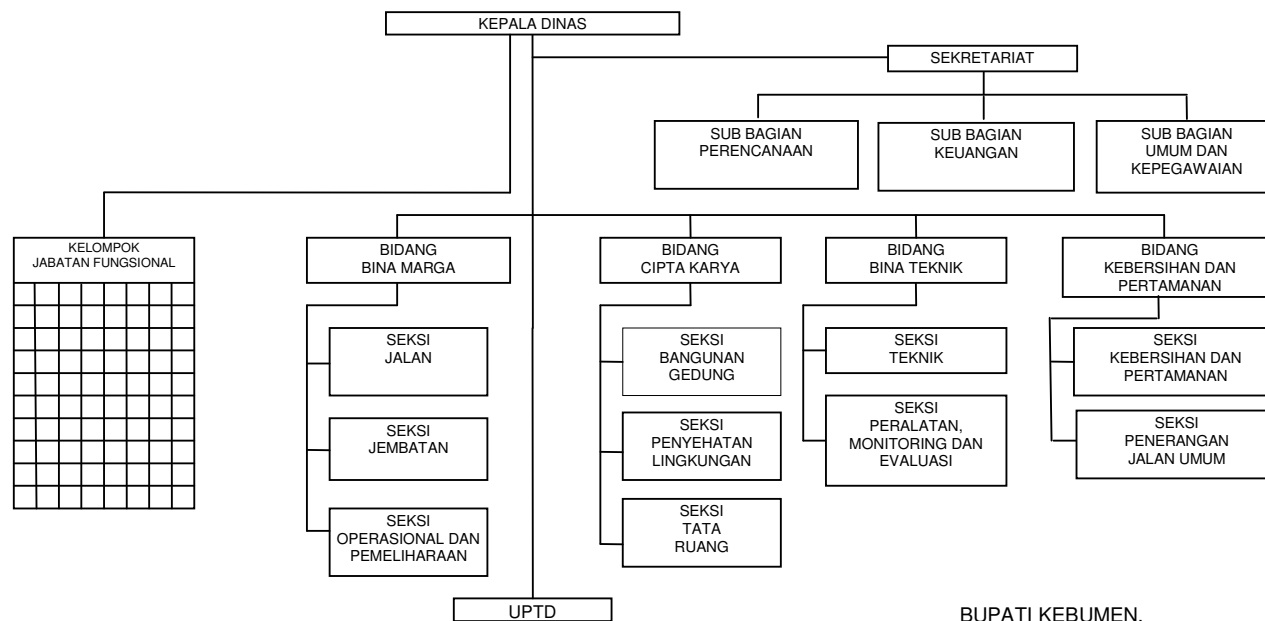 KEPALA DINAS
SEKRETARIAT
SUB BAGIAN
PERENCANAAN
SUB BAGIAN
KEUANGAN
SUB BAGIAN
UMUM DAN
KEPEGAWAIAN
KELOMPOK
JABATAN FUNGSIONAL
BIDANG
BINA MARGA
BIDANG
CIPTA KARYA
BIDANG
BINA TEKNIK
BIDANG
KEBERSIHAN DAN
PERTAMANAN
SEKSI
JALAN
SEKSI
JEMBATAN
SEKSI
OPERASIONAL DAN
PEMELIHARAAN
SEKSI
BANGUNAN
GEDUNG
SEKSI
PENYEHATAN
LINGKUNGAN
SEKSI
TATA
RUANG
SEKSI
TEKNIK
SEKSI
PERALATAN,
MONITORING DAN
EVALUASI
SEKSI
KEBERSIHAN DAN
PERTAMANAN
SEKSI
PENERANGAN
JALAN UMUM
UPTD
BUPATI KEBUMEN,